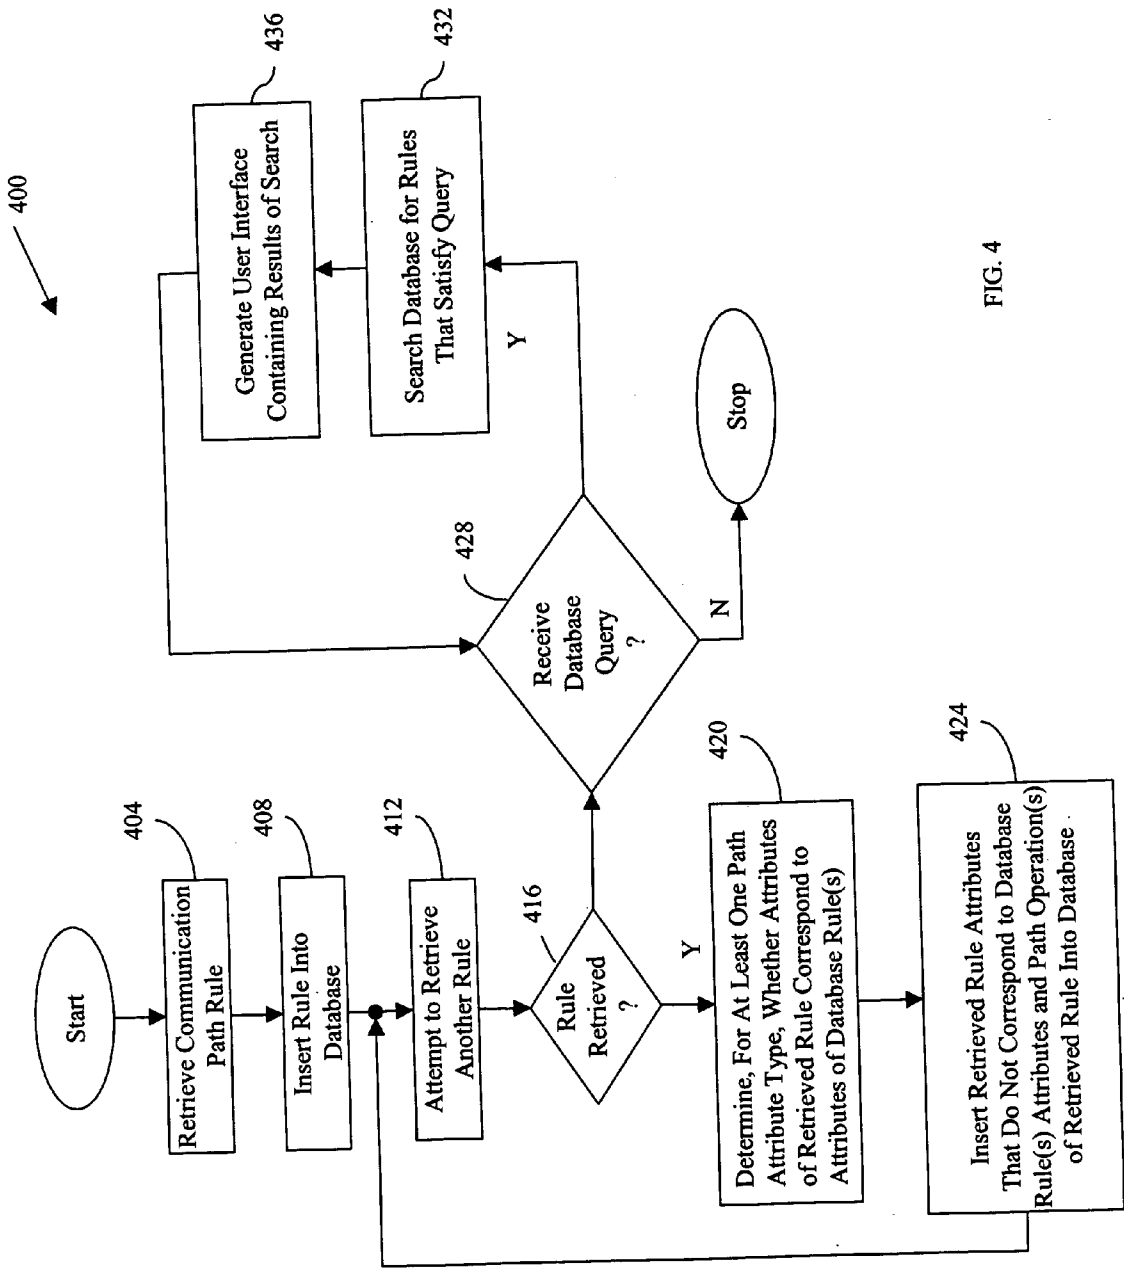 400
Start
404
Retrieve Communication
Path Rule
408
Insert Rule Into
Database
412
Attempt to Retrieve
Another Rule
416
Rule
Retrieved
?
Y
420
Determine, For At Least One Path
Attribute Type, Whether Attributes
of Retrieved Rule Correspond to
Attributes of Database Rule(s)
424
Insert Retrieved Rule Attributes
That Do Not Correspond to Database
Rule(s) Attributes and Path Operation(s)
of Retrieved Rule Into Database
428
Receive
Database
Query
?
N
Stop
Y
432
Search Database for Rules
That Satisfy Query
436
Generate User Interface
Containing Results of Search
FIG. 4